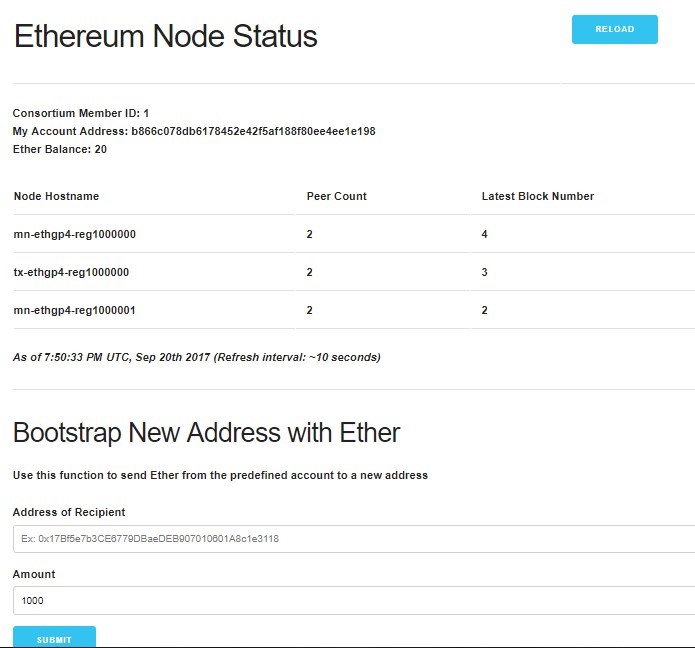 Ethereum Node Status
RELOAD
Consortium Member ID: 1
My Account Address: b866c078db6178452e42f5af188f80ee4ee1e198
Ether Balance: 20
Node Hostname Peer Count Latest Block Number
mn-ethgp4-reg1000000 2 4
tx-ethgp4-reg1000000 2 3
mn-ethgp4-reg1000001 2 2
As of 7:50:33 PM UTC, Sep 20th 2017 (Refresh interval: ~10 seconds)
Bootstrap New Address with Ether
Use this function to send Ether from the predefined account to a new address
Address of Recipient
Ex: 0x17Bf5e7b3CE6779DBaeDEB907010601A8c1e3118
Amount
1000
SUBMIT